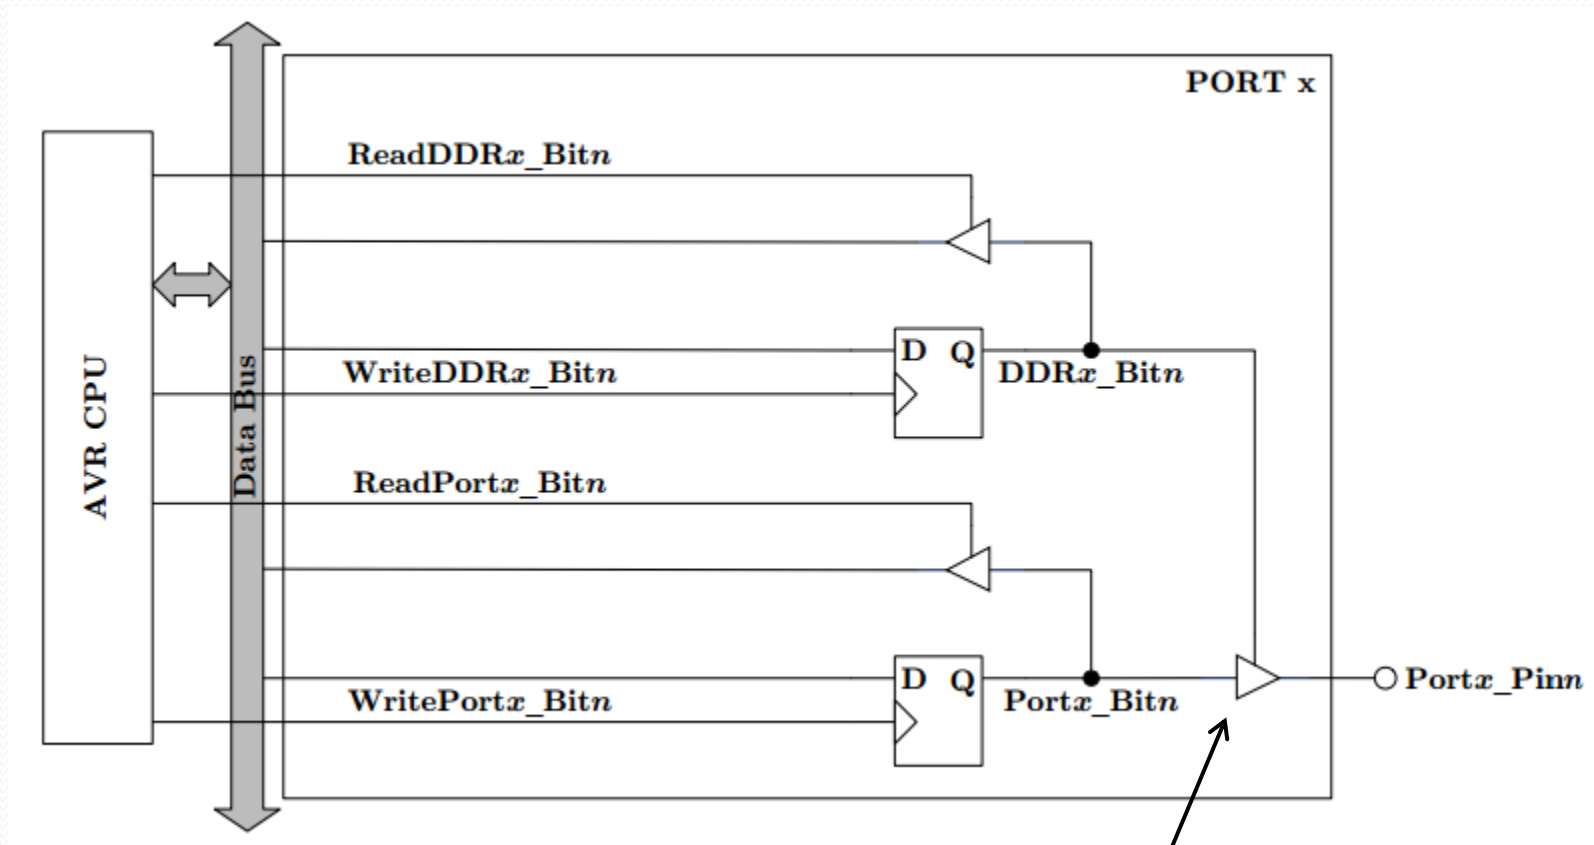 PORT x
ReadDDRx_Bitn
D Q
DDRx_Bitn
WriteDDRx_Bitn
AVR CPU
Data Bus
ReadPortx_Bitn
D Q
Portx_Bitn
WritePortx_Bitn
Portx_Pinn